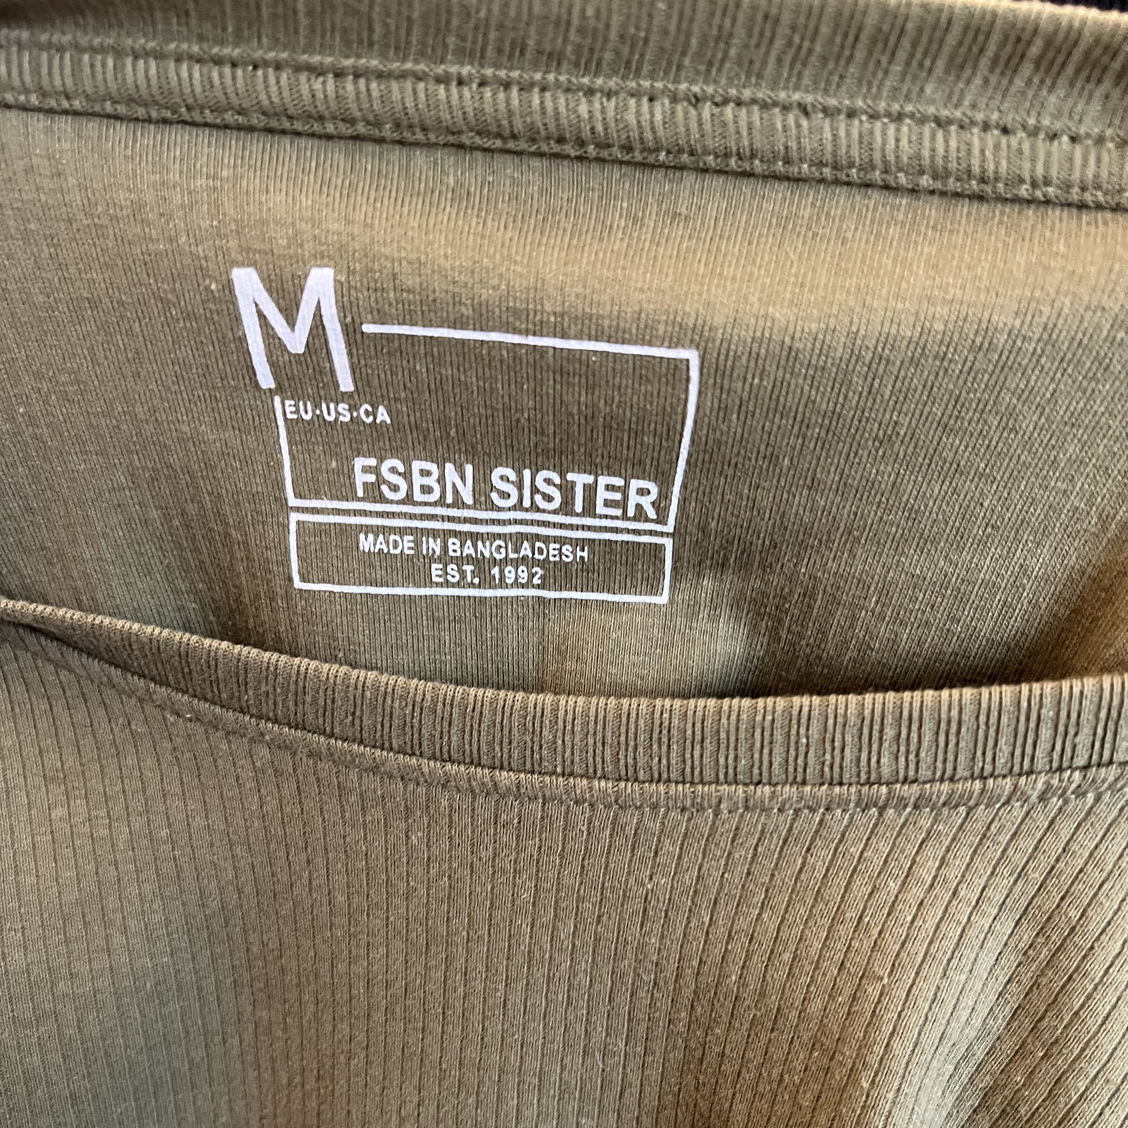 M
EU·US·CA
FSBN SISTER
MADE IN BANGLADESH
EST. 1992